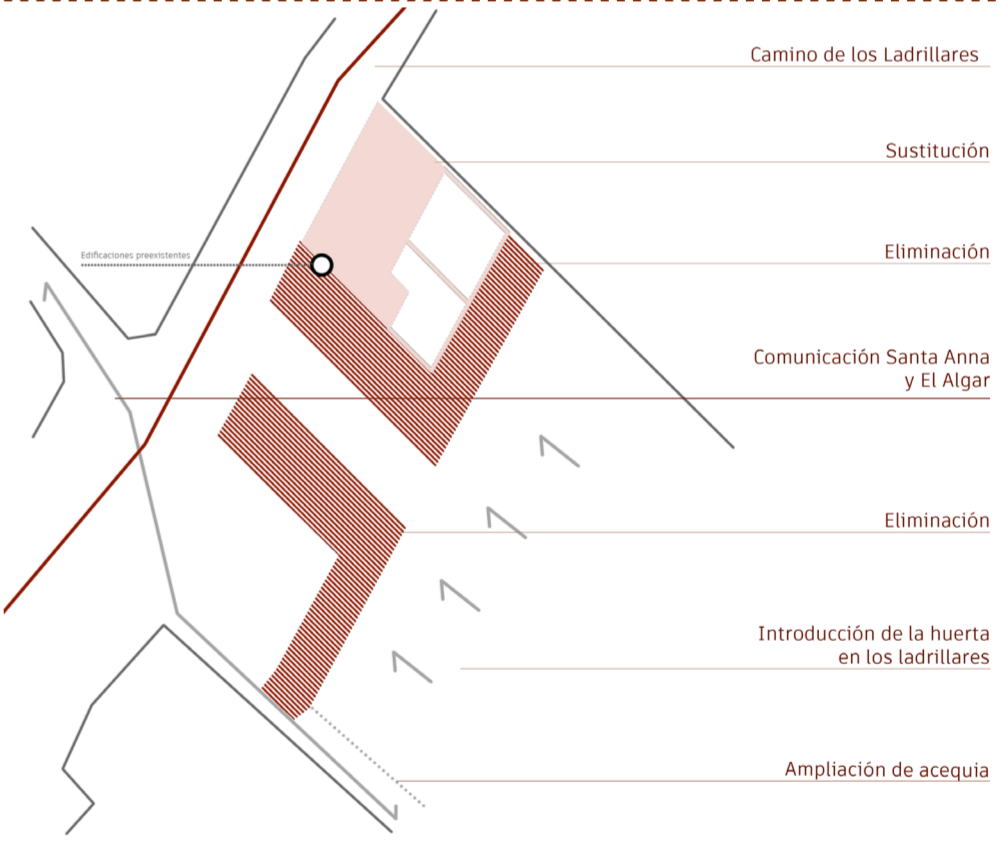 Camino de los Ladrillares
Sustitución
Edificaciones preexistentes
Eliminación
Comunicación Santa Anna
y El Algar
Eliminación
Introducción de la huerta
en los ladrillares
Ampliación de acequia